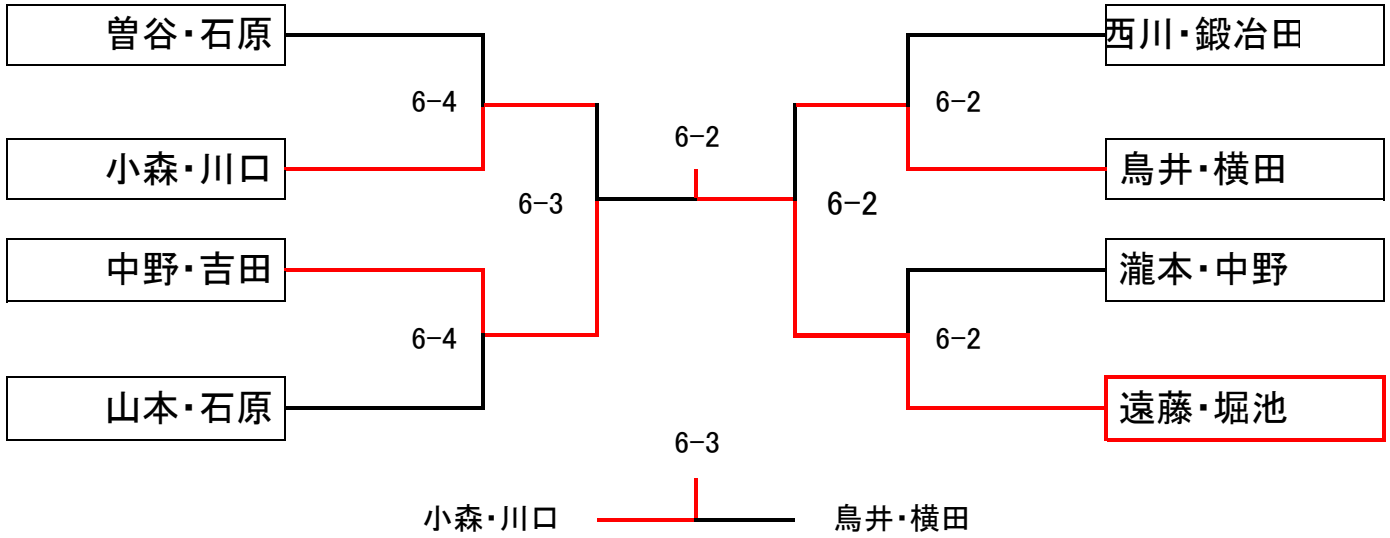 曽谷・石原
西川・鍛冶田
6-4
6-2
6-2
小森・川口
鳥井・横田
6-3
6-2
中野・吉田
瀧本・中野
6-4
6-2
山本・石原
遠藤・堀池
6-3
小森・川口
鳥井・横田